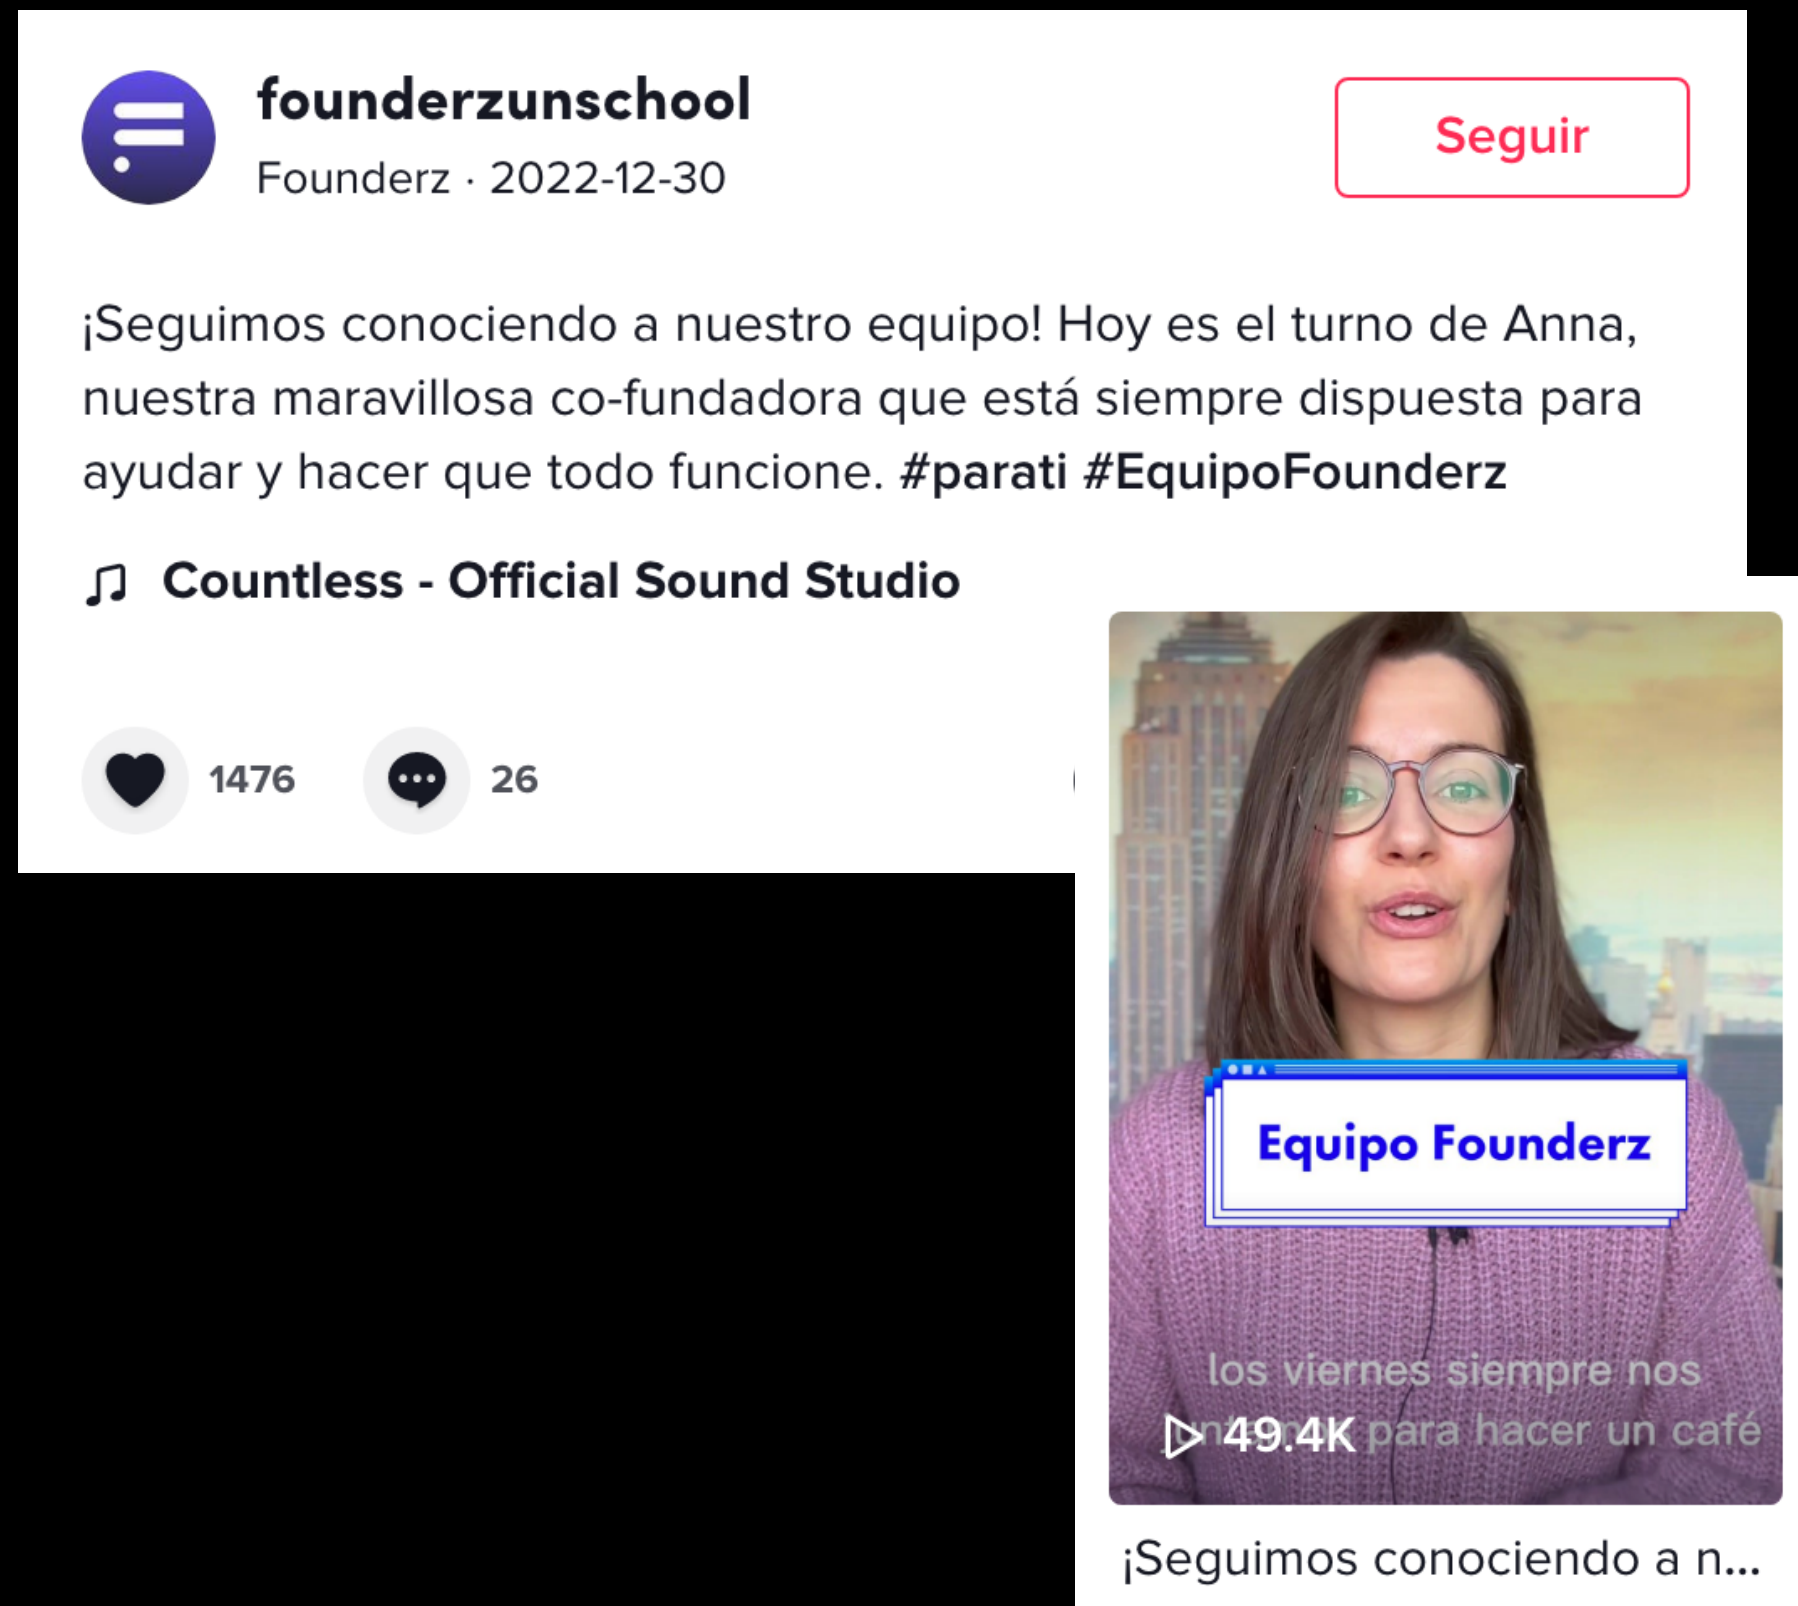 founderzunschool
Founderz · 2022-12-30
Seguir
¡Seguimos conociendo a nuestro equipo! Hoy es el turno de Anna,
nuestra maravillosa co-fundadora que está siempre dispuesta para
ayudar y hacer que todo funcione. #parati #EquipoFounderz
Countless - Official Sound Studio
1476
26
Equipo Founderz
los viernes siempre nos
para hacer un café
49.4K
¡Seguimos conociendo a n...